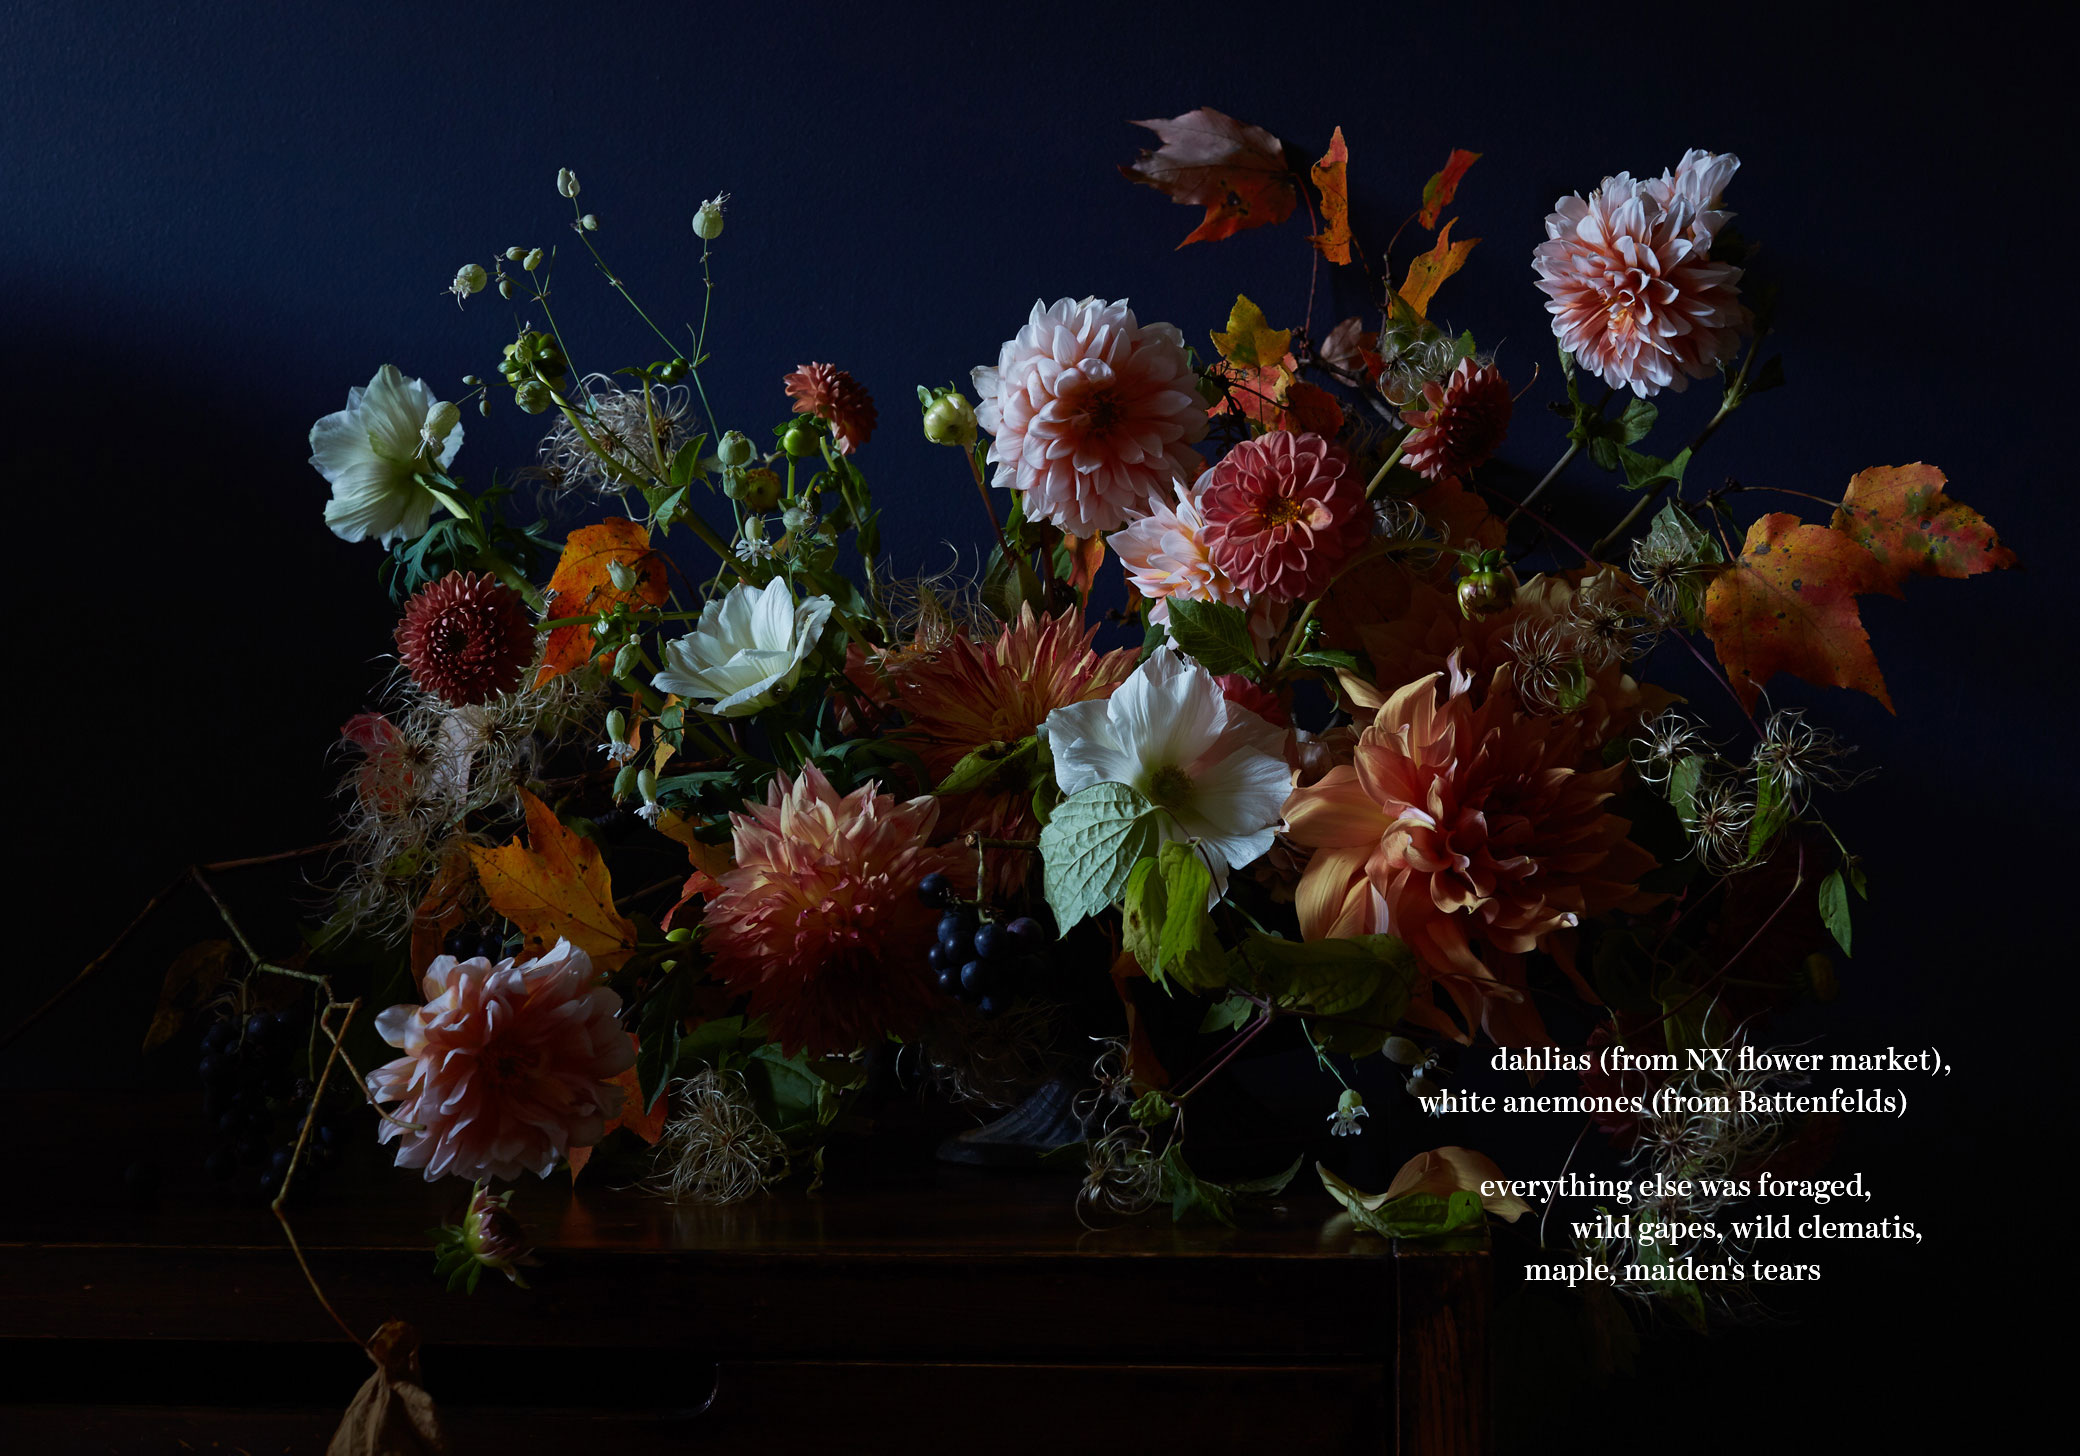 dahlias (from NY flower market),
white anemones (from Battenfelds)
everything else was foraged,
wild gapes, wild clematis,
maple, maiden's tears